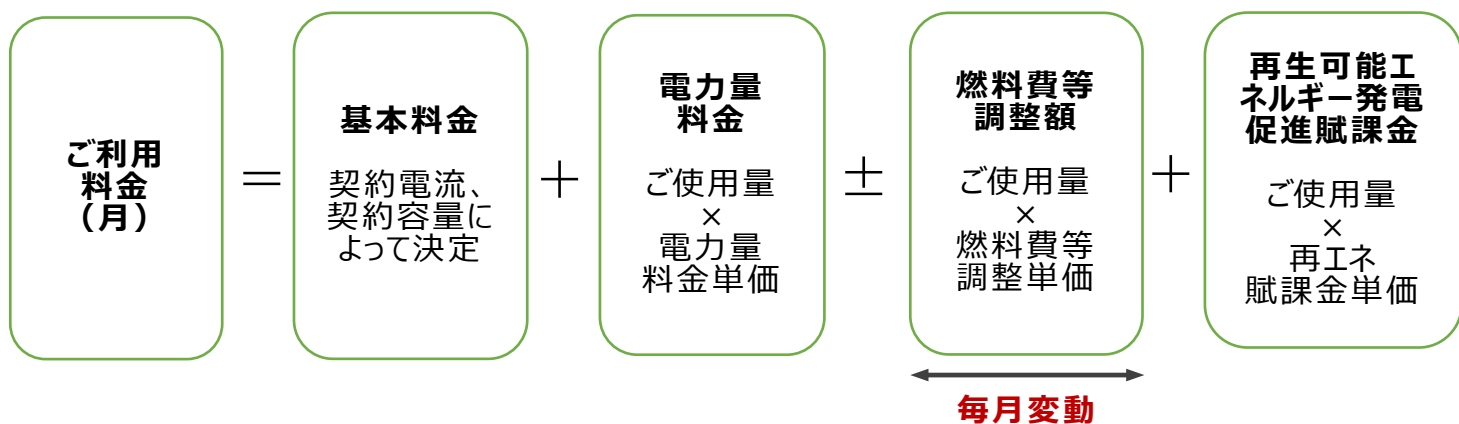 ご利用
料金
（月）
＝
基本料金
契約電流、
契約容量に
よって決定
＋
電力量
料金
ご使用量
×
電力量
料金単価
±
燃料費等
調整額
ご使用量
×
燃料費等
調整単価
毎月変動
＋
再生可能エ
ネルギー発電
促進賦課金
ご使用量
×
再エネ
賦課金単価